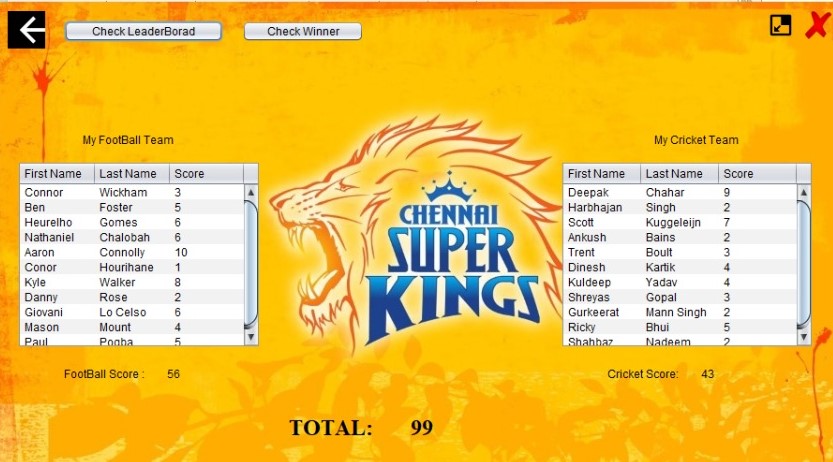 Check LeaderBorad Check Winner
My FootBall Team
First Name Last Name Score
Connor Wickham 3
Ben Foster 5
Heurelho Gomes 6
Nathaniel Chalobah 6
Aaron Connolly 10
Conor Hourihane 1
Kyle Walker 8
Danny Rose 2
Giovani Lo Celso 6
Mason Mount 4
Paul Pogba 5
FootBall Score : 56
CHENNAI
SUPER
KINGS
My Cricket Team
First Name Last Name Score
Deepak Chahar 9
Harbhajan Singh 2
Scott Kuggeleijn 7
Ankush Bains 2
Trent Boult 3
Dinesh Kartik 4
Kuldeep Yadav 4
Shreyas Gopal 3
Gurkeerat Mann Singh 2
Ricky Bhui 5
Shahbaz Nadeem 2
Cricket Score: 43
TOTAL: 99